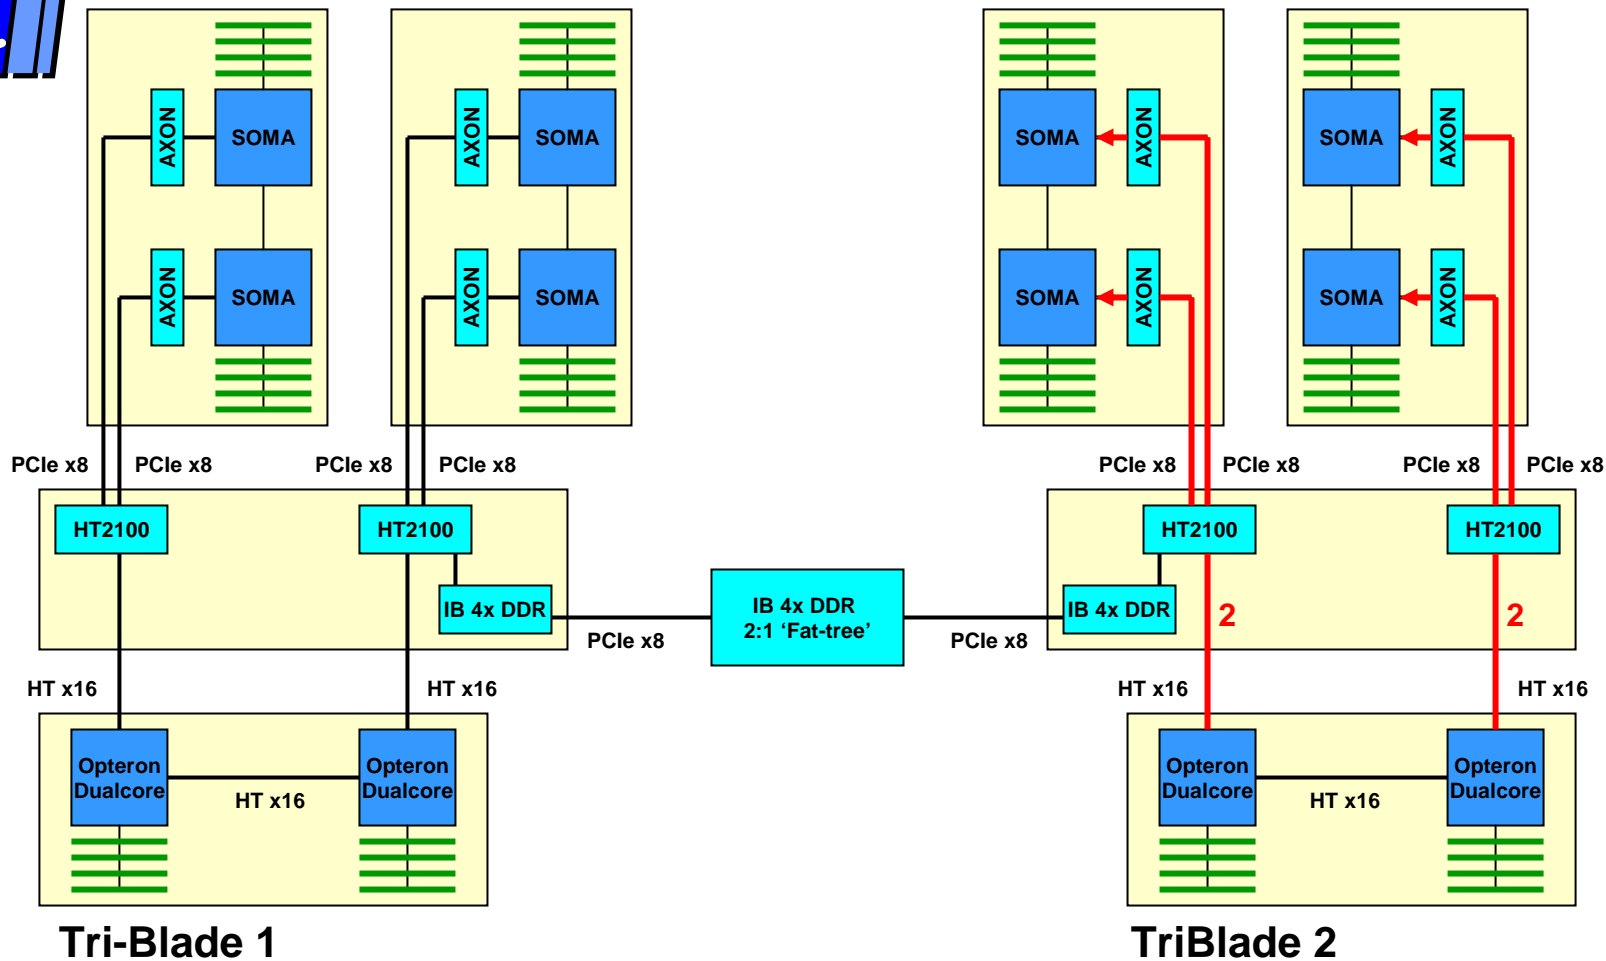 AXON SOMA AXON SOMA SOMA AXON SOMA AXON
AXON SOMA AXON SOMA SOMA AXON SOMA AXON
PCIe x8 PCIe x8 PCIe x8 PCIe x8 PCIe x8 PCIe x8 PCIe x8 PCIe x8
HT2100 HT2100 HT2100 HT2100
IB 4x DDR
IB 4x DDR
2:1 ‘Fat-tree’
IB 4x DDR
2 2
PCIe x8 PCIe x8
HT x16 HT x16 HT x16 HT x16
Opteron
Dualcore
HT x16
Opteron
Dualcore
Opteron
Dualcore
HT x16
Opteron
Dualcore
Tri-Blade 1 TriBlade 2